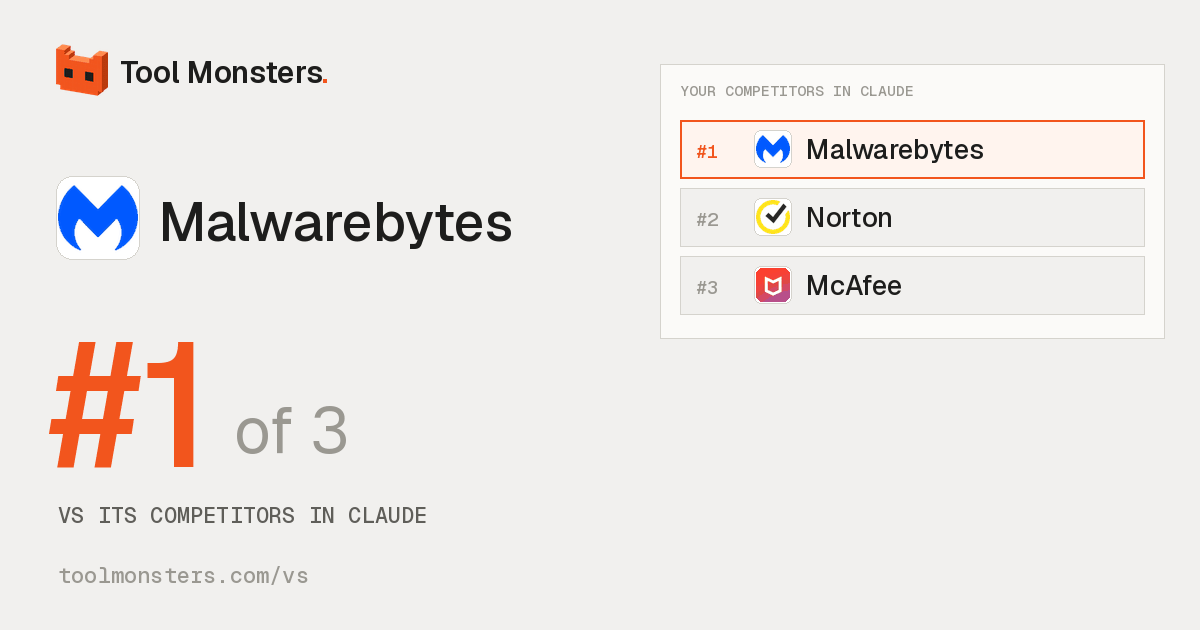 Tool Monsters.
Malwarebytes
#1 of 3
VS ITS COMPETITORS IN CLAUDE
toolmonsters.com/vs
YOUR COMPETITORS IN CLAUDE
#1 Malwarebytes
#2 Norton
#3 McAfee